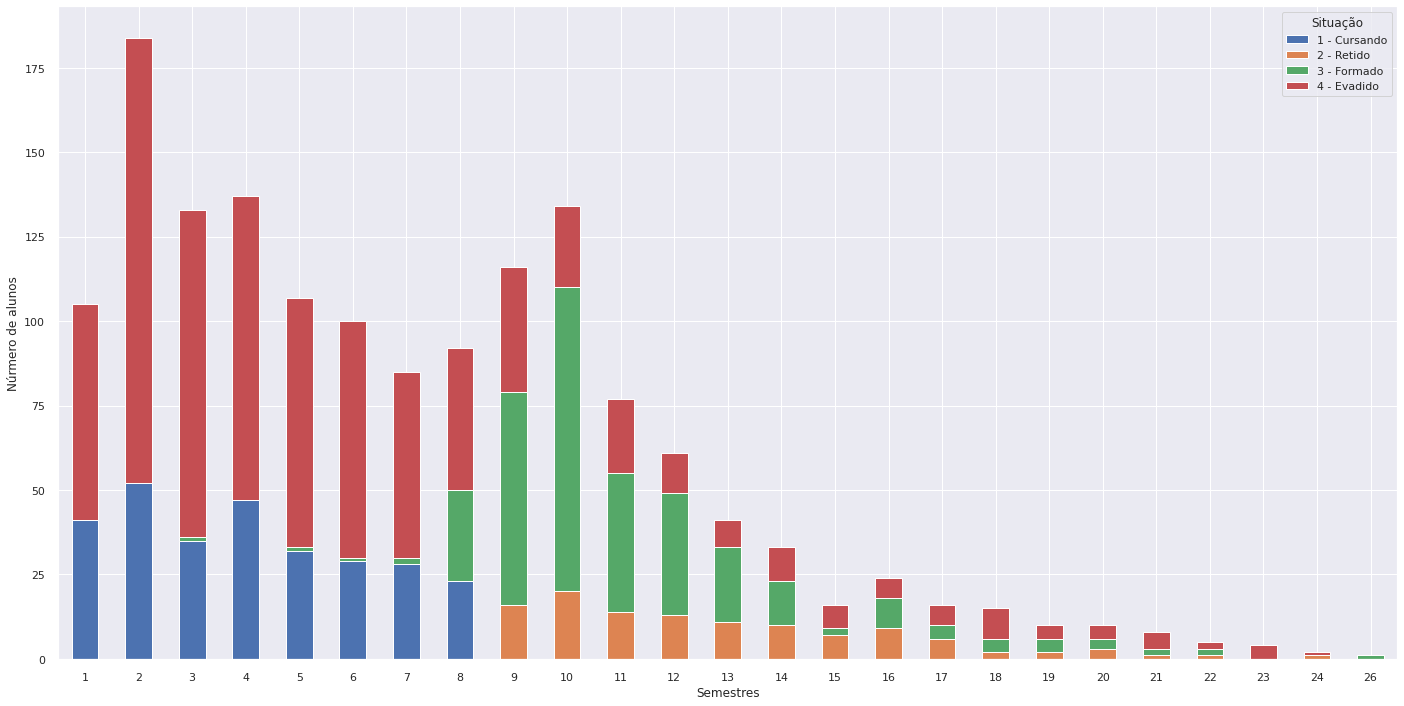 Situação
1 - Cursando
2 - Retido
3 - Formado
4 - Evadido
175
150
125
100
75
50
25
0
Núrmero de alunos
1 2 3 4 5 6 7 8 9 10 11 12 13 14 15 16 17 18 19 20 21 22 23 24 26
Semestres